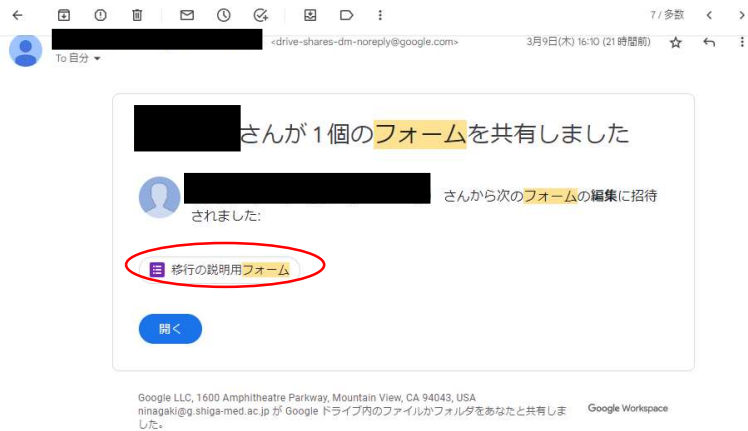 7/多数
<drive-shares-dm-noreply@google.com>
3月9日(木) 16:10 (21 時間前)
To 自分
さんが 1 個のフォームを共有しました
さんから次のフォームの編集に招待
されました:
移行の説明用フォーム
開く
Google LLC, 1600 Amphitheatre Parkway, Mountain View, CA 94043, USA
ninagaki@g.shiga-med.ac.jp が Google ドライブ内のファイルかフォルダをあなたと共有しま
した。
Google Workspace